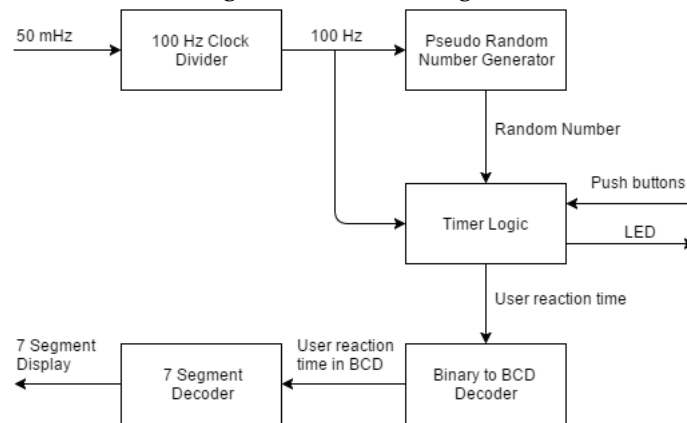 50 mHz
100 Hz Clock
Divider
100 Hz
Pseudo Random
Number Generator
Random Number
Push buttons
Timer Logic
LED
User reaction time
7 Segment
Display
7 Segment
Decoder
User reaction
time in BCD
Binary to BCD
Decoder